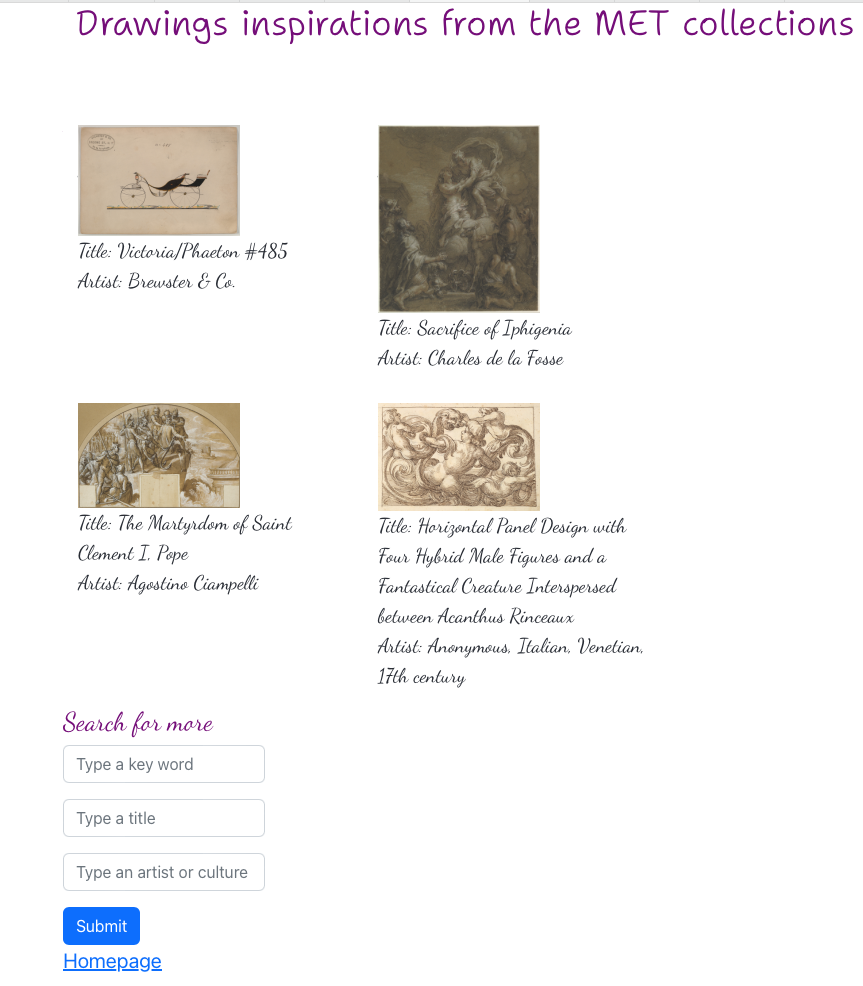 Drawings inspirations from the MET collections
Title: Victoria/Phaeton #485
Artist: Brewster & Co.
Title: Sacrifice of Iphigenia
Artist: Charles de la Fosse
Title: The Martyrdom of Saint
Clement I, Pope
Artist: Agostino Ciampelli
Title: Horizontal Panel Design with
Four Hybrid Male Figures and a
Fantastical Creature Interspersed
between Acanthus Rinceaux
Artist: Anonymous, Italian, Venetian,
17th century
Search for more
Type a key word
Type a title
Type an artist or culture
Submit
Homepage